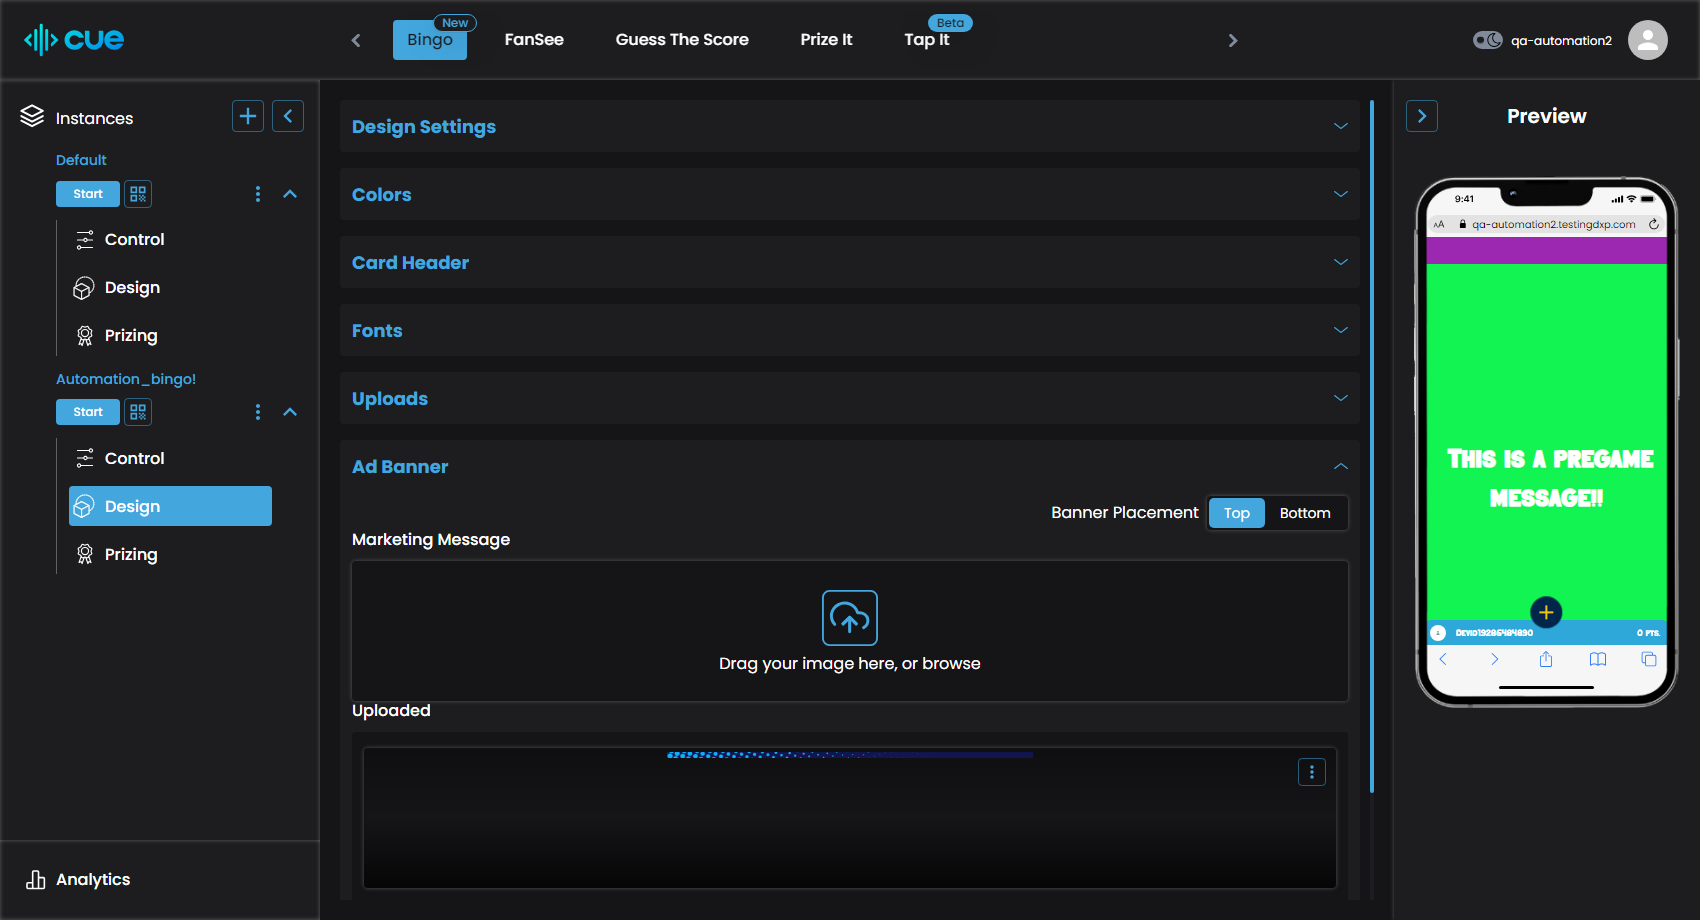 cue
Bingo
New
FanSee
Guess The Score
Prize It
Tap It
Beta
qa-automation2
Instances
Default
Start
Control
Design
Prizing
Automation_bingo!
Start
Control
Design
Prizing
Analytics
Design Settings
Colors
Card Header
Fonts
Uploads
Ad Banner
Banner Placement
Top
Bottom
Marketing Message
Drag your image here, or browse
Uploaded
Preview
9:41
AA
qa-automation2.testingdxp.com
THIS IS A PREGAME
MESSAGE!!
0 PTS.